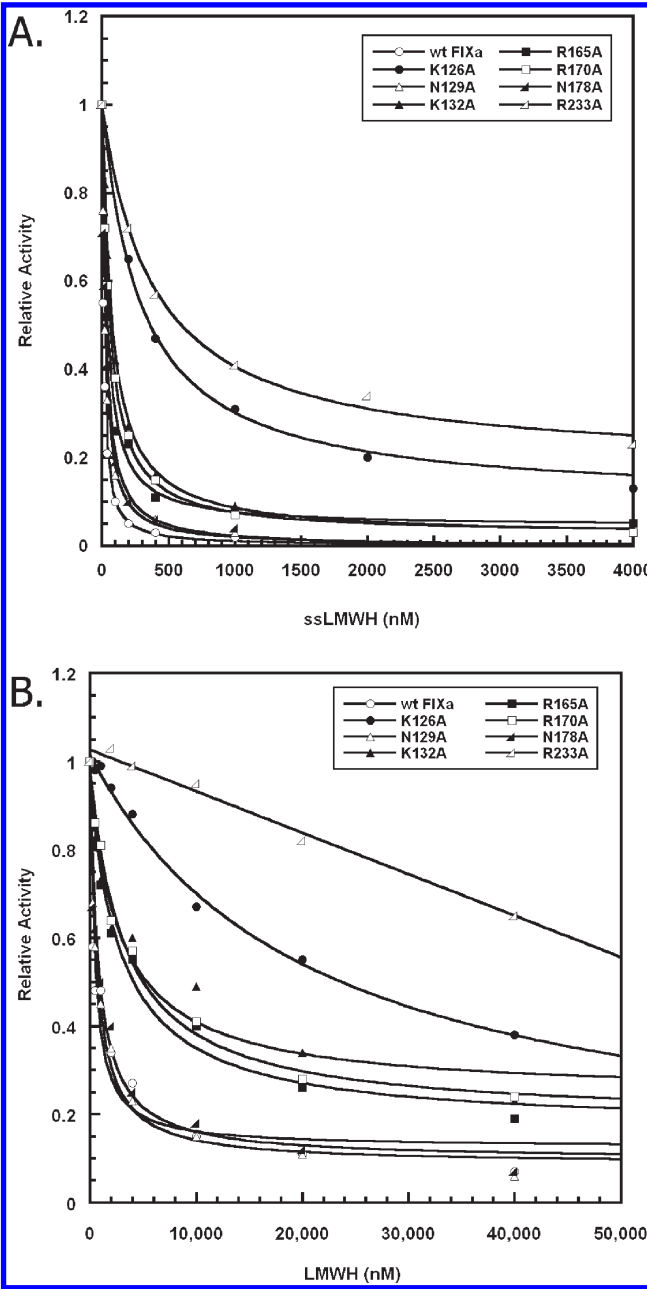 A.
1.2
1
0.8
0.6
0.4
0.2
0
Relative Activity
wt FIXa R165A
K126A R170A
N129A N178A
K132A R233A
0 500 1000 1500 2000 2500 3000 3500 4000
ssLMWH (nM)
B.
1.2
1
0.8
0.6
0.4
0.2
0
Relative Activity
wt FIXa R165A
K126A R170A
N129A N178A
K132A R233A
0 10,000 20,000 30,000 40,000 50,000
LMWH (nM)